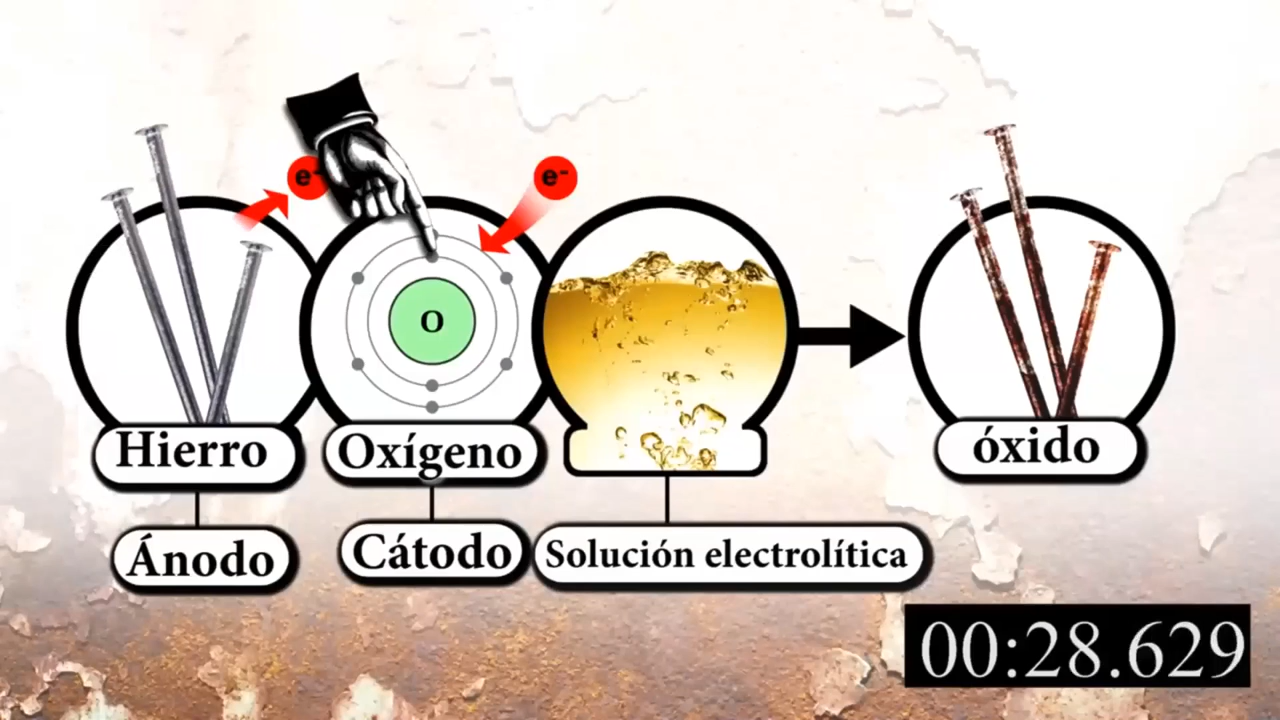 e-
e-
O
Hierro
Oxígeno
óxido
Ánodo
Cátodo
Solución electrolítica
00:28.629